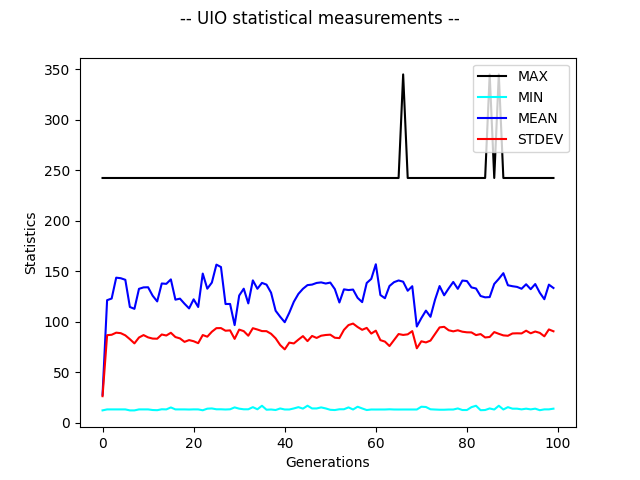 -- UIO statistical measurements --
350
300
250
200
150
100
50
0
Statistics
MAX
MIN
MEAN
STDEV
0 20 40 60 80 100
Generations